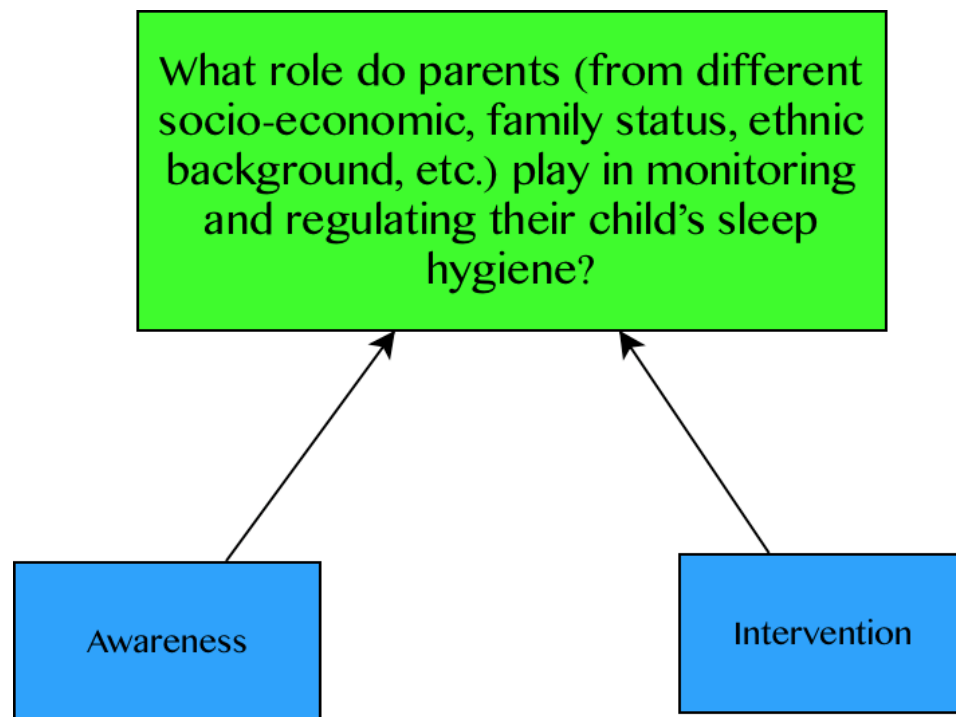 What role do parents (from different
socio-economic, family status, ethnic
background, etc.) play in monitoring
and regulating their child’s sleep
hygiene?
Awareness
Intervention